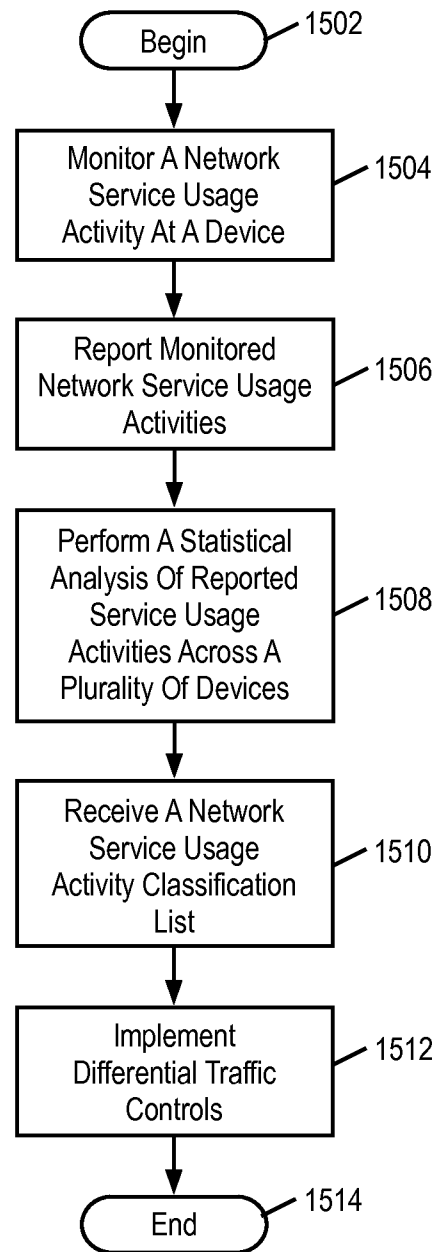 Begin
1502
Monitor A Network
Service Usage
Activity At A Device
1504
Report Monitored
Network Service Usage
Activities
1506
Perform A Statistical
Analysis Of Reported
Service Usage
Activities Across A
Plurality Of Devices
1508
Receive A Network
Service Usage
Activity Classification
List
1510
Implement
Differential Traffic
Controls
1512
End
1514